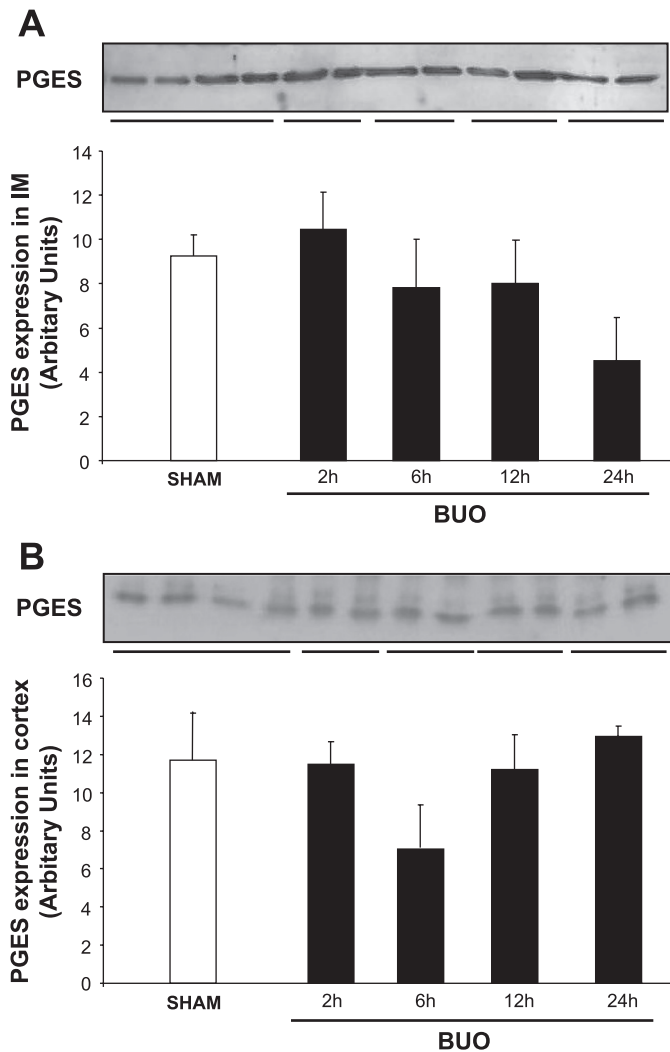 A
PGES
PGES expression in IM
(Arbitary Units)
14
12
10
8
6
4
2
0
SHAM
2h
6h
12h
24h
BUO
B
PGES
PGES expression in cortex
(Arbitary Units)
16
14
12
10
8
6
4
2
0
SHAM
2h
6h
12h
24h
BUO